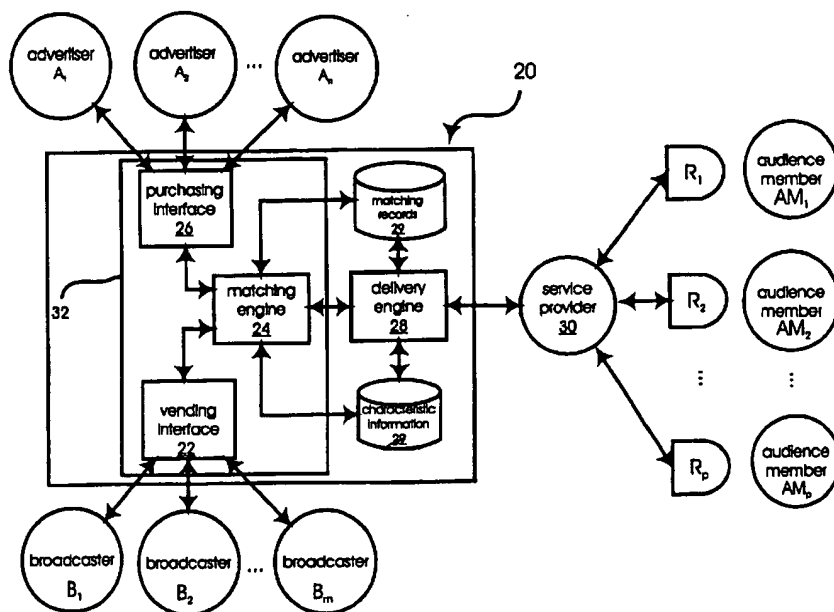 advertiser
A₁
advertiser
A₂
...
advertiser
Aₙ
20
purchasing
interface
26
matching
records
29
R₁
audience
member
AM₁
32
matching
engine
24
delivery
engine
28
service
provider
30
R₂
audience
member
AM₂
...
...
vending
interface
22
characteristic
information
29
Rₚ
audience
member
AMₚ
broadcaster
B₁
broadcaster
B₂
...
broadcaster
Bₘ